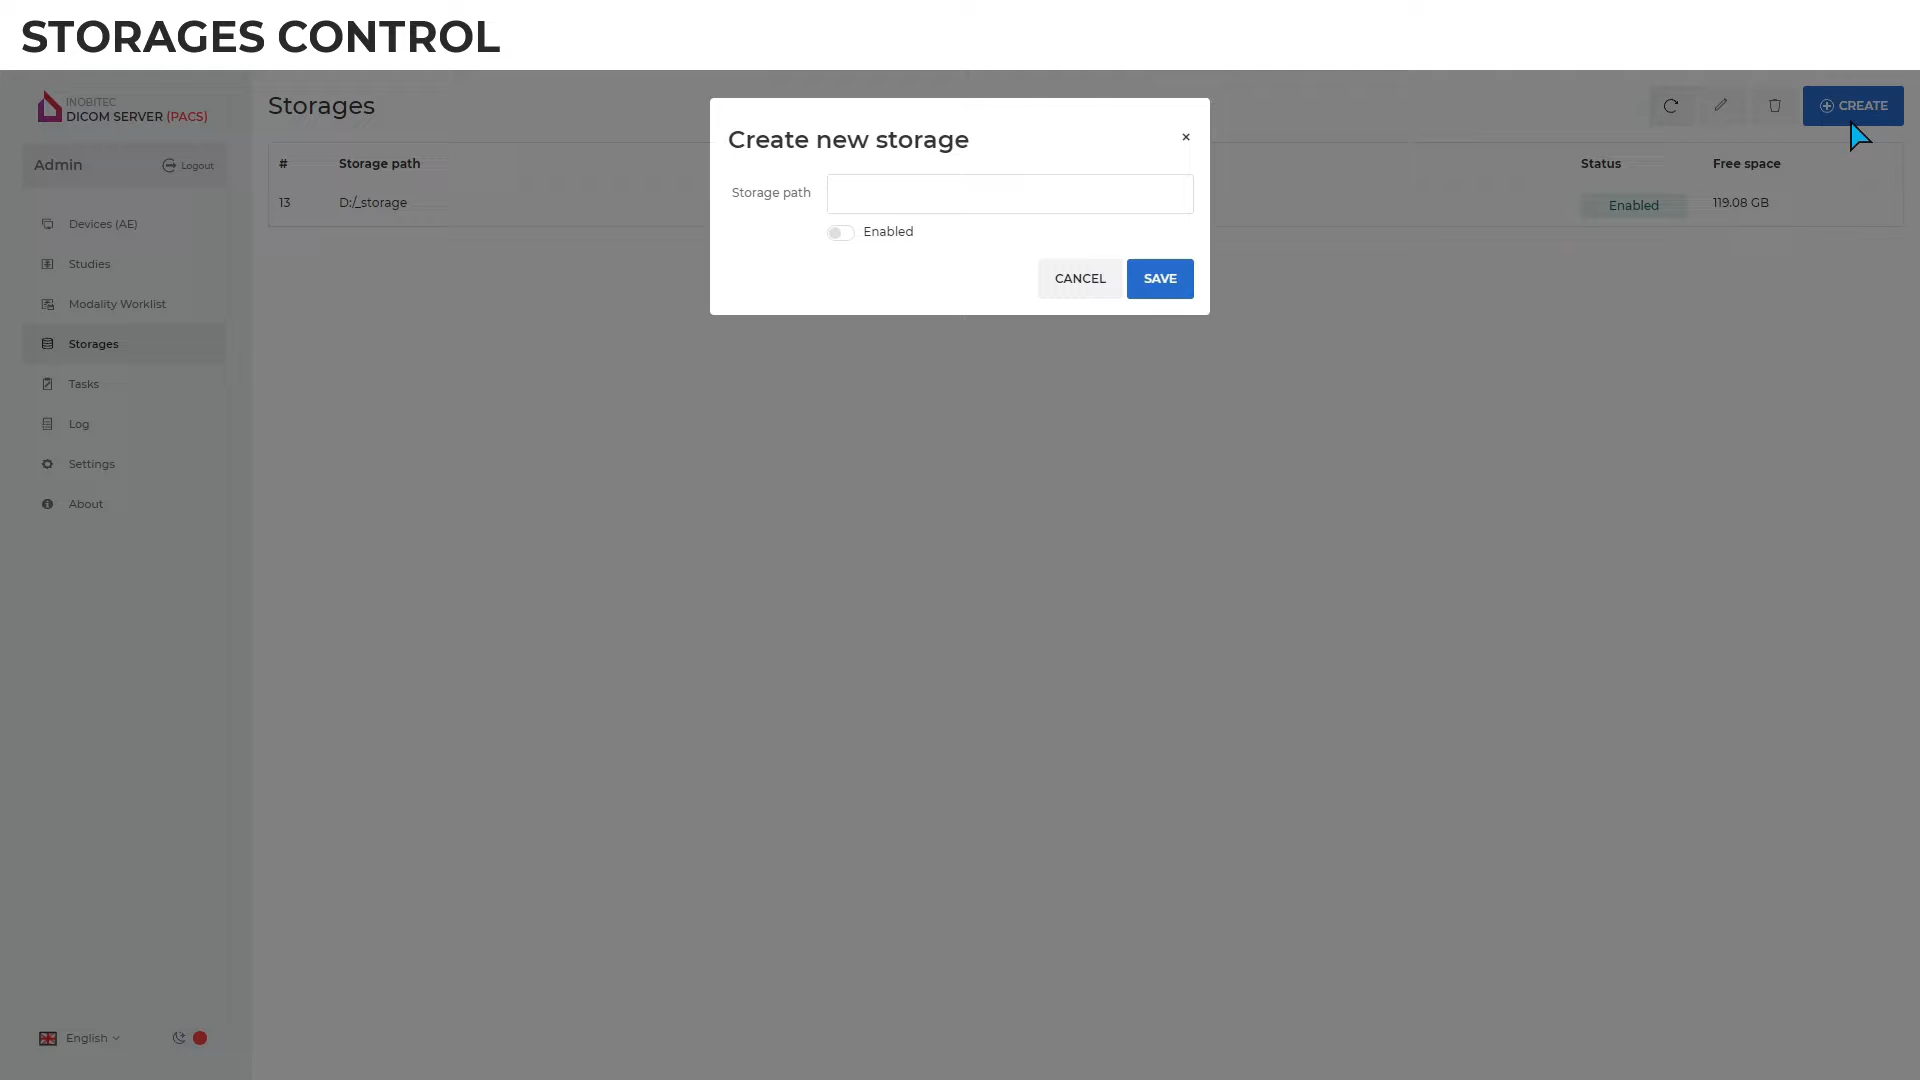 STORAGES CONTROL
INOBITEC
DICOM SERVER (PACS)
Admin
Logout
Devices (AE)
Studies
Modality Worklist
Storages
Tasks
Log
Settings
About
English
Storages
CREATE
# Storage path Status Free space
13 D:/_storage Enabled 119.08 GB
Create new storage
×
Storage path
Enabled
CANCEL SAVE